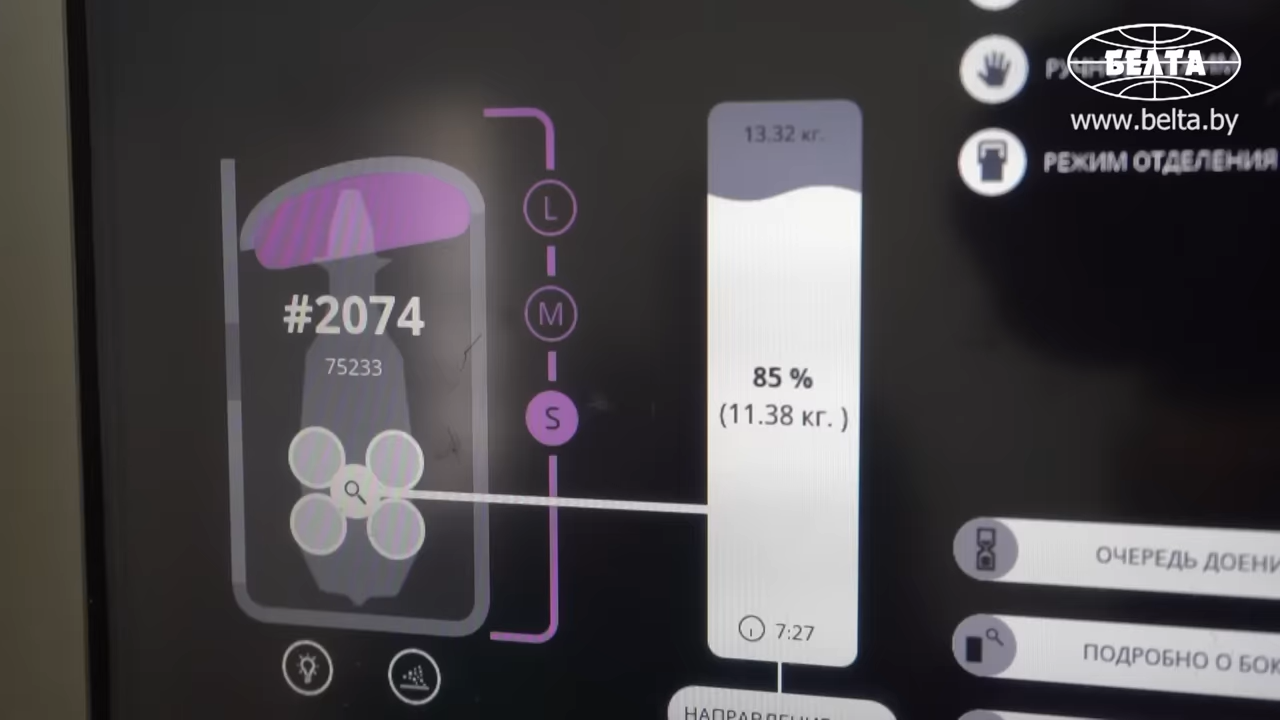 БЕЛТА
www.belta.by
РЕЖИМ ОТДЕЛЕНИЯ
13.32 кг.
L
M
S
#2074
75233
85 %
(11.38 кг. )
7:27
ОЧЕРЕДЬ ДОЕНИ
ПОДРОБНО О БОК
НАПРАВЛЕНИЕ